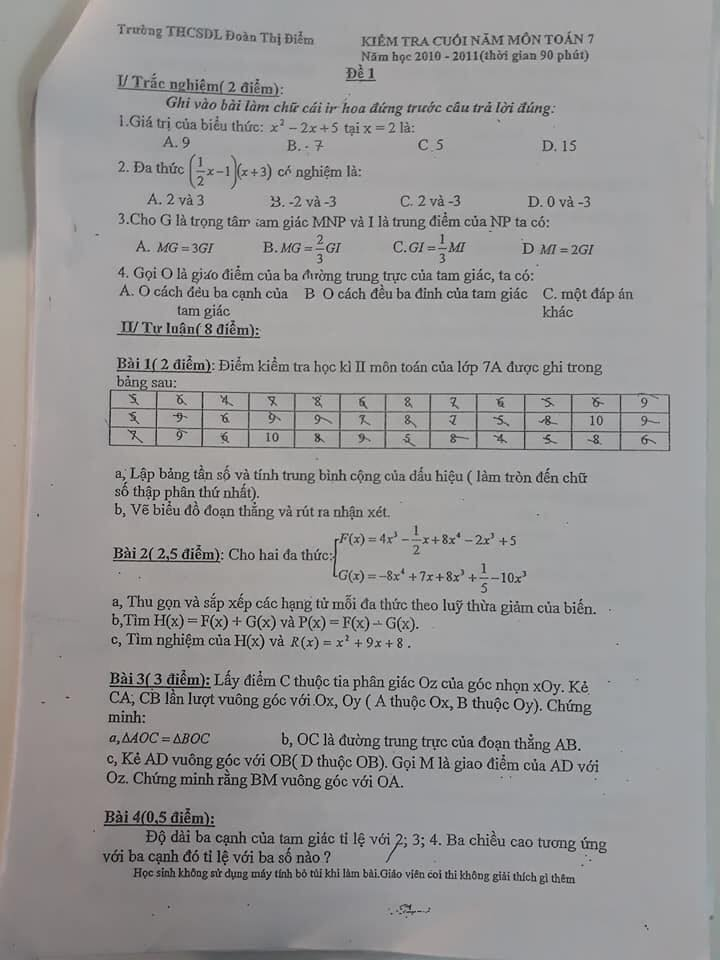 Trường THCSDL Đoàn Thị Điểm
KIỂM TRA CUỐI NĂM MÔN TOÁN 7
Năm học 2010 - 2011(thời gian 90 phút)
Đề 1
I/ Trắc nghiệm( 2 điểm):
Ghi vào bài làm chữ cái in hoa đứng trước câu trả lời đúng:
1.Giá trị của biểu thức: x² − 2x + 5 tại x = 2 là:
A. 9 B. - 7 C 5 D. 15
2. Đa thức (1/2 x − 1)(x + 3) có nghiệm là:
A. 2 và 3 B. -2 và -3 C. 2 và -3 D. 0 và -3
3.Cho G là trọng tâm tam giác MNP và I là trung điểm của NP ta có:
A. MG = 3GI B. MG = 2/3 GI C. GI = 1/3 MI D MI = 2GI
4. Gọi O là giao điểm của ba đường trung trực của tam giác, ta có:
A. O cách đều ba cạnh của tam giác B O cách đều ba đỉnh của tam giác C. một đáp án khác
II/ Tự luận( 8 điểm):
Bài 1( 2 điểm): Điểm kiểm tra học kì II môn toán của lớp 7A được ghi trong
bảng sau:
5 6 4 7 8 6 8 7 6 5 6 9
5 9 6 9 9 7 8 7 5 8 10 9
7 9 6 10 8 9 5 8 4 5 8 6
a, Lập bảng tần số và tính trung bình cộng của dấu hiệu ( làm tròn đến chữ
số thập phân thứ nhất).
b, Vẽ biểu đồ đoạn thẳng và rút ra nhận xét.
Bài 2( 2,5 điểm): Cho hai đa thức: F(x) = 4x³ − 1/2 x + 8x⁴ − 2x³ + 5
G(x) = −8x⁴ + 7x + 8x³ + 1/5 − 10x³
a, Thu gọn và sắp xếp các hạng tử mỗi đa thức theo luỹ thừa giảm của biến.
b,Tìm H(x) = F(x) + G(x) và P(x) = F(x) – G(x).
c, Tìm nghiệm của H(x) và R(x) = x² + 9x + 8 .
Bài 3( 3 điểm): Lấy điểm C thuộc tia phân giác Oz của góc nhọn xOy. Kẻ
CA, CB lần lượt vuông góc với Ox, Oy ( A thuộc Ox, B thuộc Oy). Chứng
minh:
a, ΔAOC = ΔBOC b, OC là đường trung trực của đoạn thẳng AB.
c, Kẻ AD vuông góc với OB( D thuộc OB). Gọi M là giao điểm của AD với
Oz. Chứng minh rằng BM vuông góc với OA.
Bài 4(0,5 điểm):
Độ dài ba cạnh của tam giác tỉ lệ với 2; 3; 4. Ba chiều cao tương ứng
với ba cạnh đó tỉ lệ với ba số nào ?
Học sinh không sử dụng máy tính bỏ túi khi làm bài.Giáo viên coi thi không giải thích gì thêm